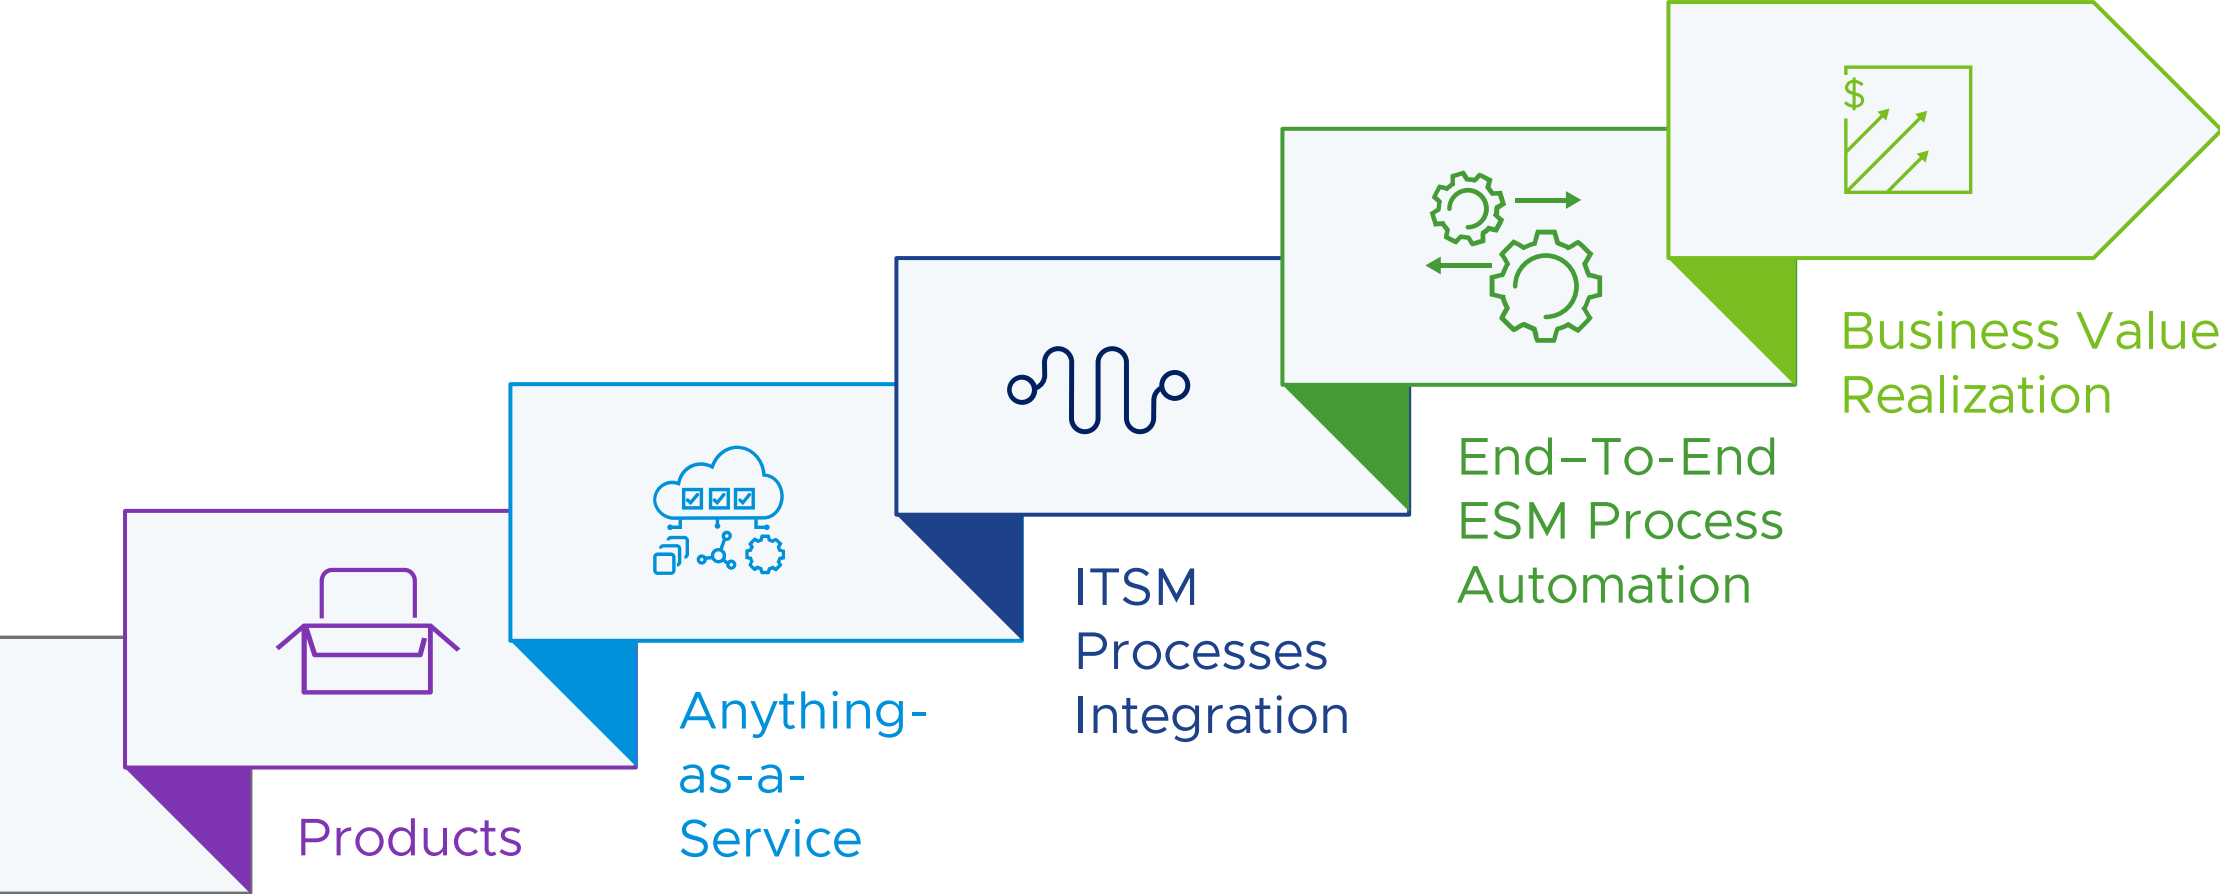 Products
Anything-
as-a-
Service
ITSM
Processes
Integration
End–To-End
ESM Process
Automation
$
Business Value
Realization